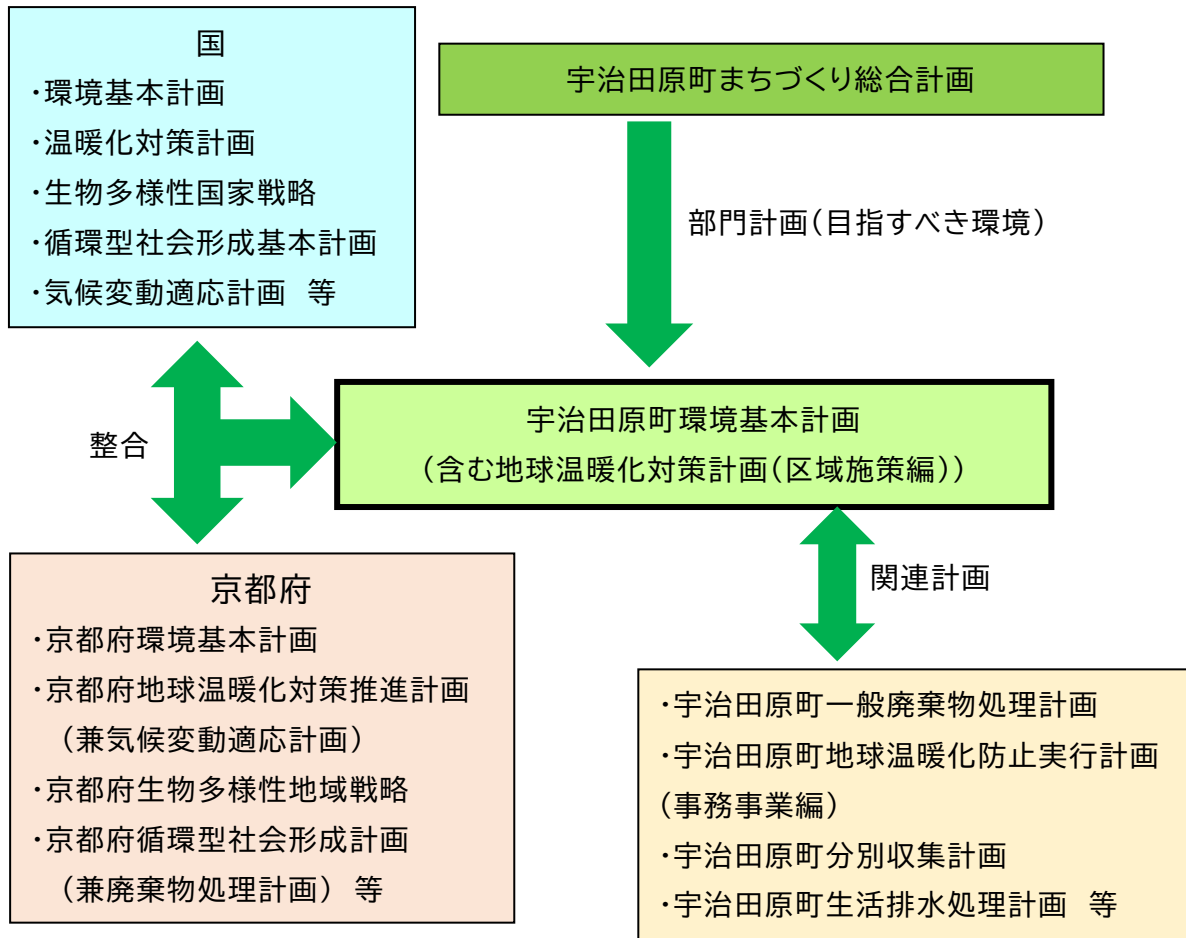 国
・環境基本計画
・温暖化対策計画
・生物多様性国家戦略
・循環型社会形成基本計画
・気候変動適応計画 等
宇治田原町まちづくり総合計画
部門計画(目指すべき環境)
整合
宇治田原町環境基本計画
(含む地球温暖化対策計画(区域施策編))
関連計画
京都府
・京都府環境基本計画
・京都府地球温暖化対策推進計画
(兼気候変動適応計画)
・京都府生物多様性地域戦略
・京都府循環型社会形成計画
(兼廃棄物処理計画) 等
・宇治田原町一般廃棄物処理計画
・宇治田原町地球温暖化防止実行計画
(事務事業編)
・宇治田原町分別収集計画
・宇治田原町生活排水処理計画 等